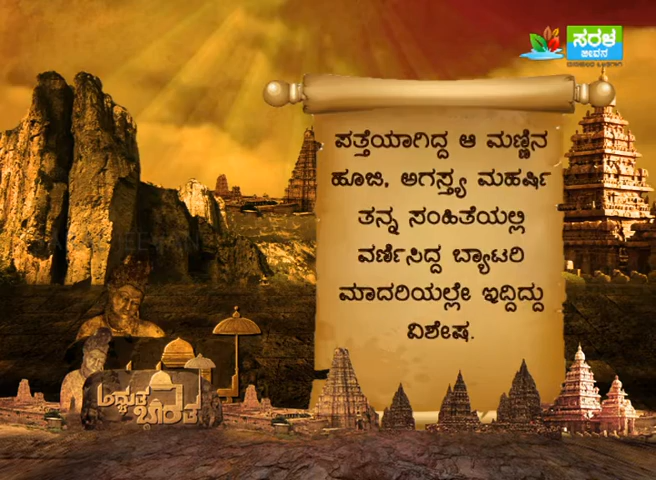 ಸರಳ
ಜೀವನ
ಪತ್ತೆಯಾಗಿದ್ದ ಆ ಮಣ್ಣಿನ
ಹೂಜಿ, ಅಗಸ್ತ್ಯ ಮಹರ್ಷಿ
ತನ್ನ ಸಂಹಿತೆಯಲ್ಲಿ
ವರ್ಣಿಸಿದ್ದ ಬ್ಯಾಟರಿ
ಮಾದರಿಯಲ್ಲೇ ಇದ್ದಿದ್ದು
ವಿಶೇಷ.
ಅದ್ಭುತ
ಭಾರತ